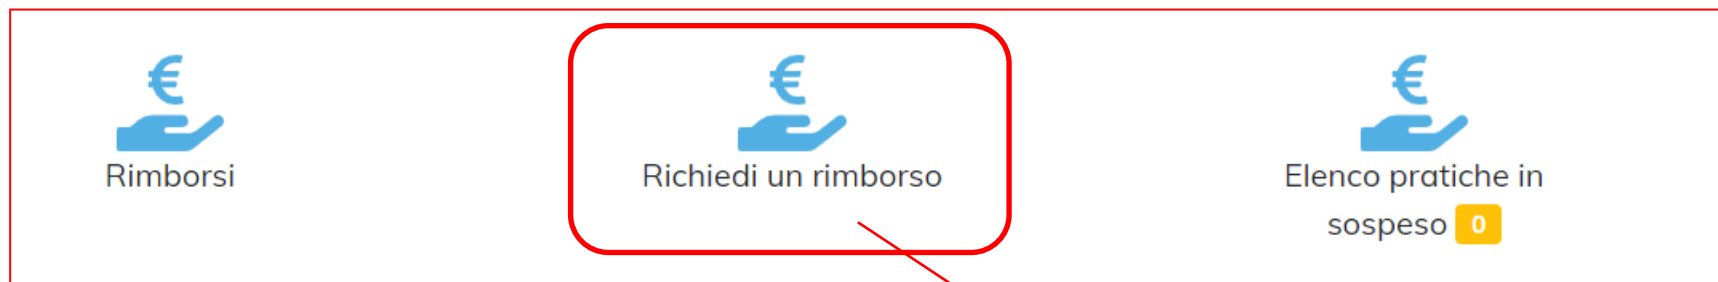 Rimborsi
Richiedi un rimborso
Elenco pratiche in
sospeso 0